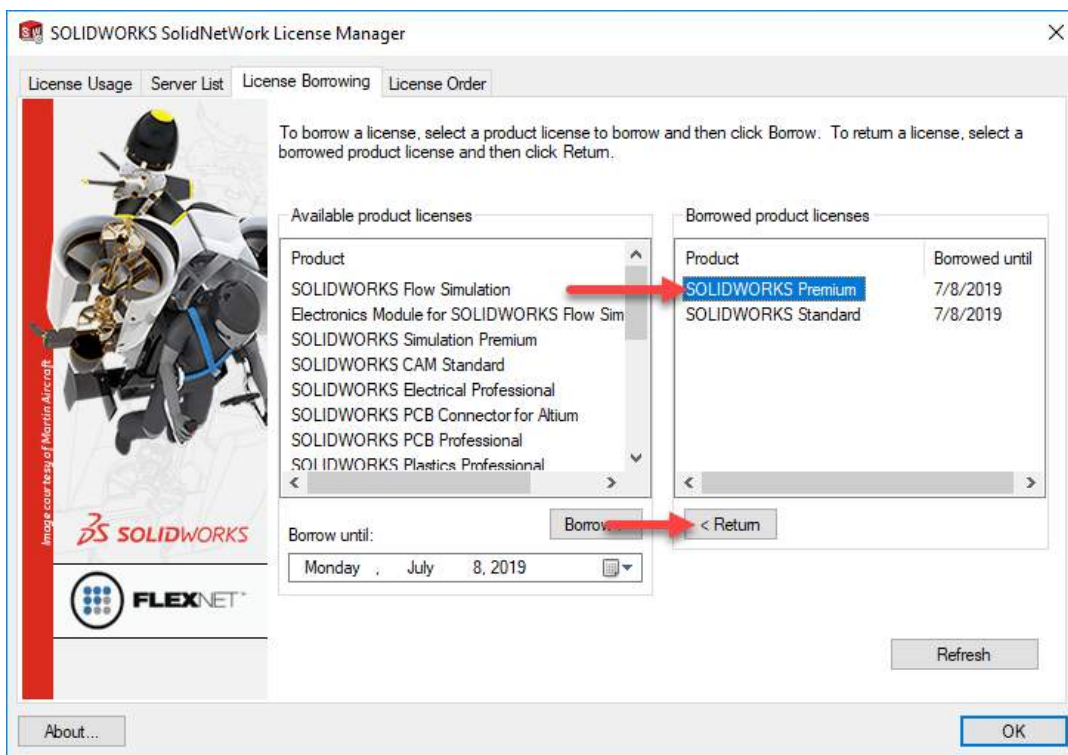 SOLIDWORKS SolidNetWork License Manager
License Usage
Server List
License Borrowing
License Order
To borrow a license, select a product license to borrow and then click Borrow. To return a license, select a
borrowed product license and then click Return.
Available product licenses
Product
SOLIDWORKS Flow Simulation
Electronics Module for SOLIDWORKS Flow Sim
SOLIDWORKS Simulation Premium
SOLIDWORKS CAM Standard
SOLIDWORKS Electrical Professional
SOLIDWORKS PCB Connector for Altium
SOLIDWORKS PCB Professional
SOLIDWORKS Plastics Professional
Borrow until:
Monday , July 8, 2019
Borrowed product licenses
Product Borrowed until
SOLIDWORKS Premium 7/8/2019
SOLIDWORKS Standard 7/8/2019
< Return
Refresh
Image courtesy of Martin Aircraft
SOLIDWORKS
FLEXNET
About...
OK